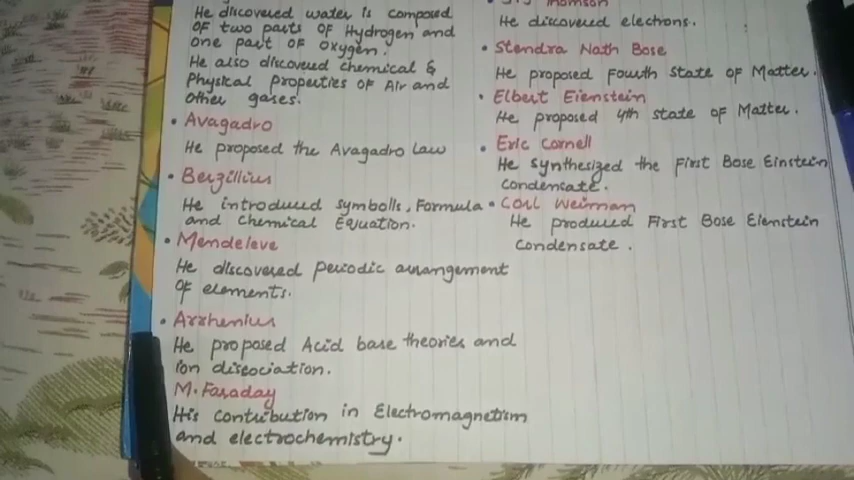 He discovered water is composed
of two parts of Hydrogen and
one part of Oxygen.
He also discovered chemical &
Physical properties of Air and
other gases.
• Avagadro
He proposed the Avagadro Law
• Berzillius
He introduced symbolls, Formula
and Chemical Equation.
• Mendeleve
He discovered periodic arrangement
of elements.
• Arrhenius
He proposed Acid base theories and
ion disociation.
M. Faraday
His contribution in Electromagnetism
and electrochemistry.
Thomson
He discovered electrons.
• Stendra Nath Bose
He proposed Fourth State of Matter.
• Elbert Eienstein
He proposed 4th state of Matter.
• Eric Cornell
He synthesized the First Bose Einstein
Condensate.
• Coil Weiman
He produced First Bose Eienstein
Condensate.